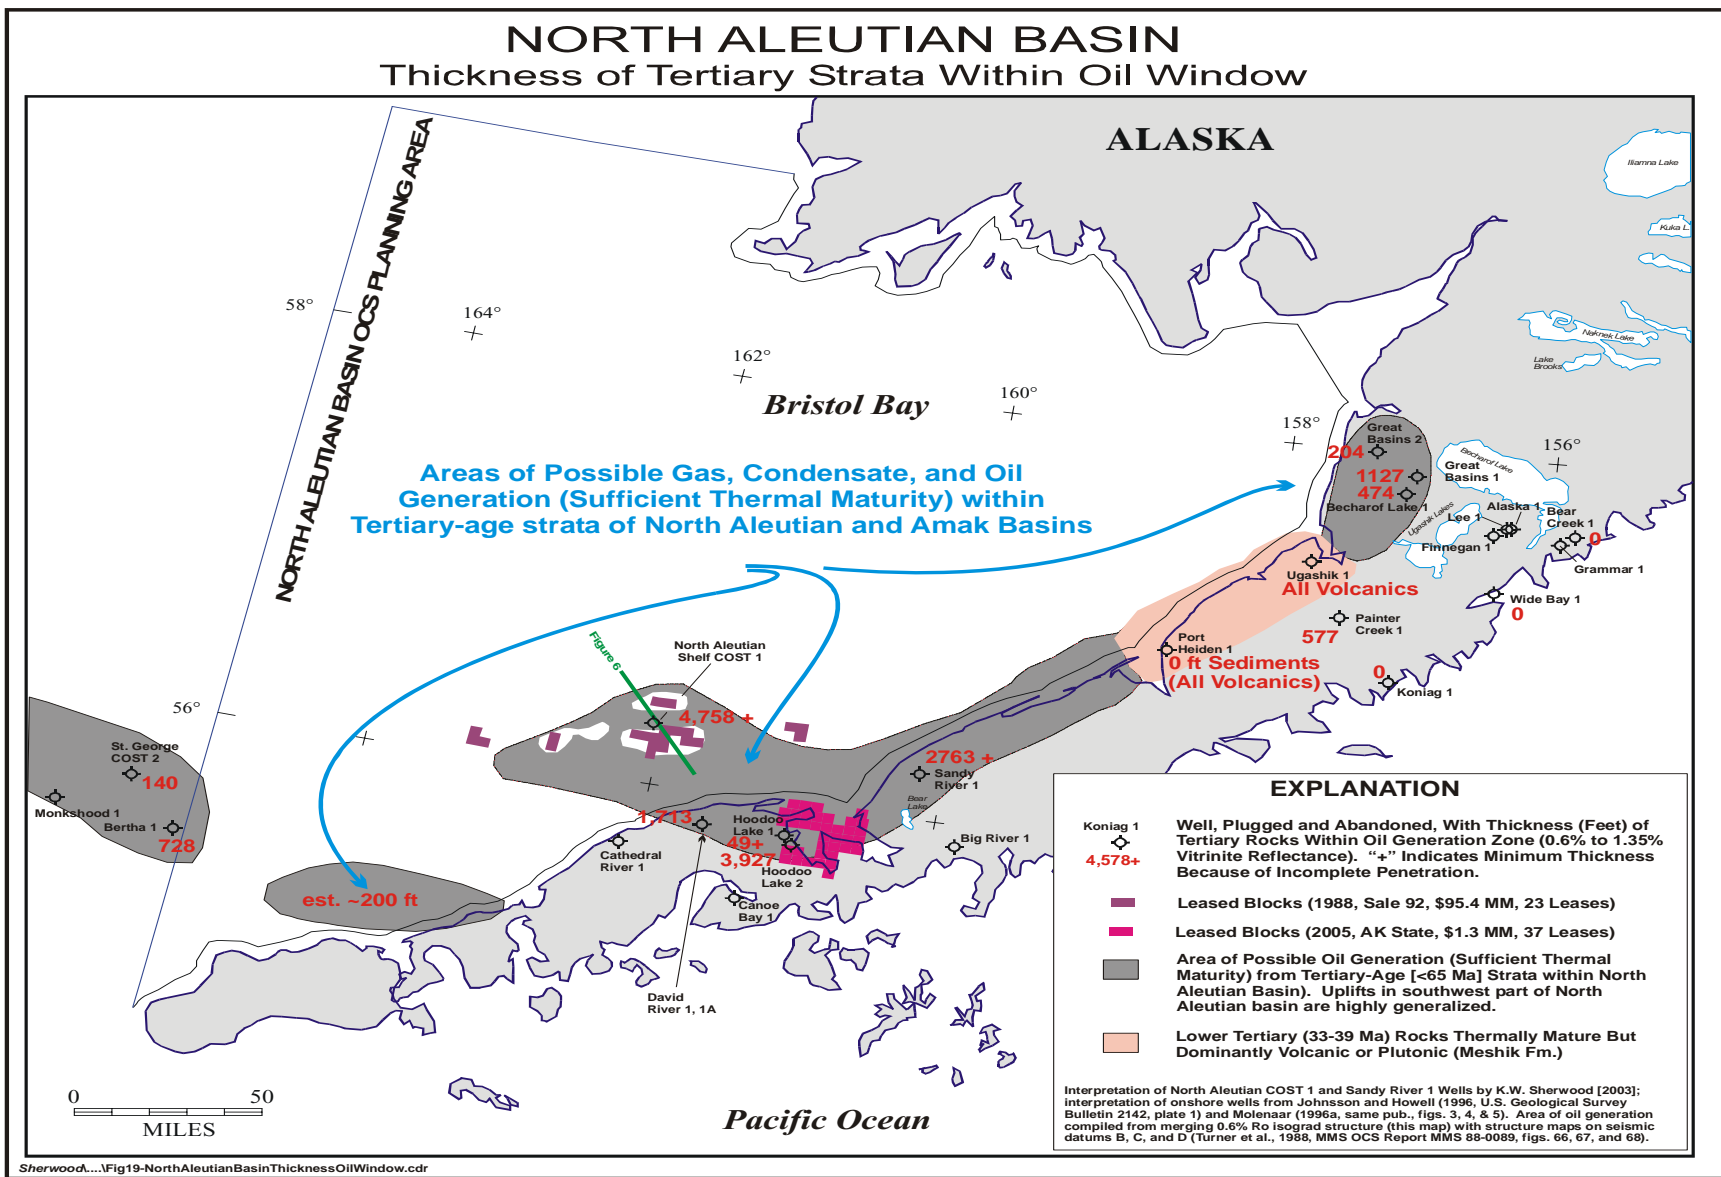 NORTH ALEUTIAN BASIN
Thickness of Tertiary Strata Within Oil Window
NORTH ALEUTIAN BASIN OCS PLANNING AREA
ALASKA
Iliamna Lake
Kuka L.
Naknek Lake
Lake
Brooks
58°
164°
162°
160°
158°
156°
56°
Bristol Bay
Areas of Possible Gas, Condensate, and Oil
Generation (Sufficient Thermal Maturity) within
Tertiary-age strata of North Aleutian and Amak Basins
Great
Basins 2
204
1127
Great
Basins 1
474
Becharof Lake 1
Becharof Lake
Ugashik Lakes
Lee 1
Alaska 1
Bear
Creek 1
0
Finnegan 1
Grammar 1
Ugashik 1
All Volcanics
Wide Bay 1
0
Painter
Creek 1
577
Port
Heiden 1
0 ft Sediments
(All Volcanics)
0
Koniag 1
Figure 6
North Aleutian
Shelf COST 1
4,758 +
St. George
COST 2
140
Monkshood 1
Bertha 1
728
2763 +
Sandy
River 1
Bear
Lake
Big River 1
1,713
Hoodoo
Lake 1
49+
3,927
Hoodoo
Lake 2
Cathedral
River 1
Canoe
Bay 1
est. ~200 ft
David
River 1, 1A
Pacific Ocean
0
50
MILES
EXPLANATION
Koniag 1
4,578+
Well, Plugged and Abandoned, With Thickness (Feet) of
Tertiary Rocks Within Oil Generation Zone (0.6% to 1.35%
Vitrinite Reflectance). “+” Indicates Minimum Thickness
Because of Incomplete Penetration.
Leased Blocks (1988, Sale 92, $95.4 MM, 23 Leases)
Leased Blocks (2005, AK State, $1.3 MM, 37 Leases)
Area of Possible Oil Generation (Sufficient Thermal
Maturity) from Tertiary-Age [<65 Ma] Strata within North
Aleutian Basin). Uplifts in southwest part of North
Aleutian basin are highly generalized.
Lower Tertiary (33-39 Ma) Rocks Thermally Mature But
Dominantly Volcanic or Plutonic (Meshik Fm.)
Interpretation of North Aleutian COST 1 and Sandy River 1 Wells by K.W. Sherwood [2003];
interpretation of onshore wells from Johnsson and Howell (1996, U.S. Geological Survey
Bulletin 2142, plate 1) and Molenaar (1996a, same pub., figs. 3, 4, & 5). Area of oil generation
compiled from merging 0.6% Ro isograd structure (this map) with structure maps on seismic
datums B, C, and D (Turner et al., 1988, MMS OCS Report MMS 88-0089, figs. 66, 67, and 68).
Sherwood\....\Fig19-NorthAleutianBasinThicknessOilWindow.cdr